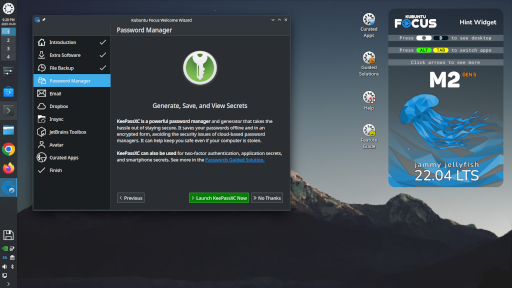 Kubuntu Focus Welcome Wizard
Introduction
Extra Software
File Backup
Password Manager
Email
Dropbox
Insync
JetBrains Toolbox
Avatar
Curated Apps
Finish
Password Manager
Generate, Save, and View Secrets
KeePassXC is a powerful password manager and generator that takes the
hassle out of staying secure. It saves your passwords offline and in an
encrypted form, avoiding the security issues of cloud-based password
managers. It can help keep you safe even if your computer is stolen.
KeePassXC can also be used for two-factor authentication, application secrets,
and smartphone secrets. See more in the Passwords Guided Solution.
Previous
Launch KeePassXC Now
No Thanks
Curated
Apps
Guided
Solutions
Help
KUBUNTU
FOCUS
Hint Widget
Press
to see desktop
Press ALT TAB to switch apps
Click arrows to see more
M2 GEN 5
jammy jellyfish
22.04 LTS
1
2
3
4